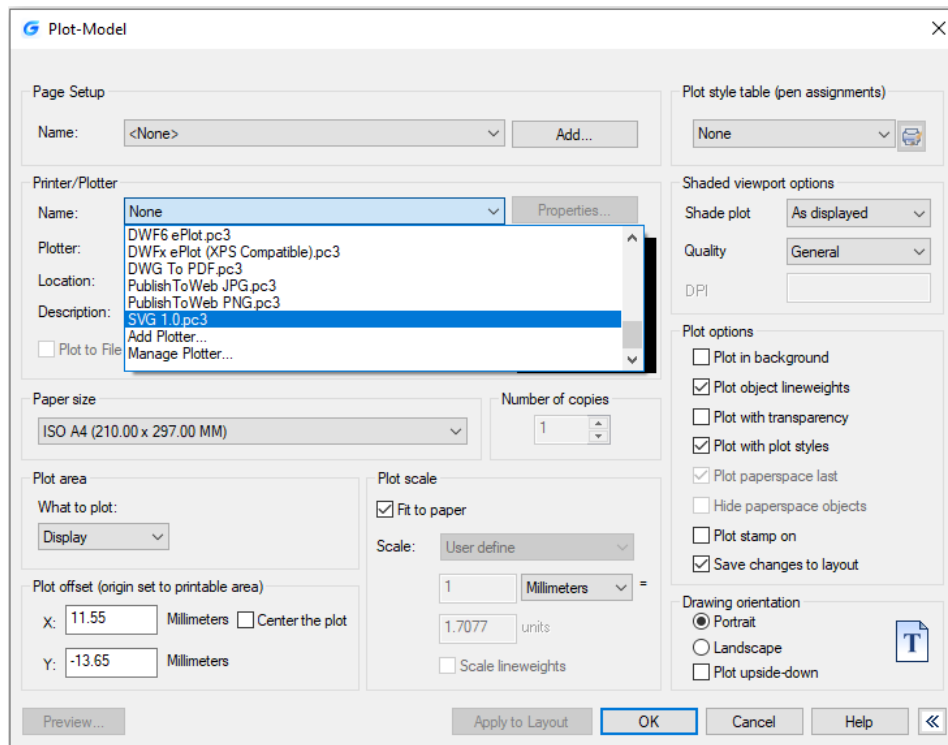 Plot-Model
Page Setup
Name: <None> Add...
Plot style table (pen assignments)
None
Printer/Plotter
Name: None Properties...
DWF6 ePlot.pc3
DWFx ePlot (XPS Compatible).pc3
DWG To PDF.pc3
PublishToWeb JPG.pc3
PublishToWeb PNG.pc3
SVG 1.0.pc3
Add Plotter...
Manage Plotter...
Plotter:
Location:
Description:
Plot to File
Shaded viewport options
Shade plot As displayed
Quality General
DPI
Paper size
ISO A4 (210.00 x 297.00 MM)
Number of copies
1
Plot options
Plot in background
Plot object lineweights
Plot with transparency
Plot with plot styles
Plot paperspace last
Hide paperspace objects
Plot stamp on
Save changes to layout
Plot area
What to plot:
Display
Plot scale
Fit to paper
Scale: User define
1 Millimeters =
1.7077 units
Scale lineweights
Plot offset (origin set to printable area)
X: 11.55 Millimeters Center the plot
Y: -13.65 Millimeters
Drawing orientation
Portrait
Landscape
Plot upside-down
T
Preview... Apply to Layout OK Cancel Help